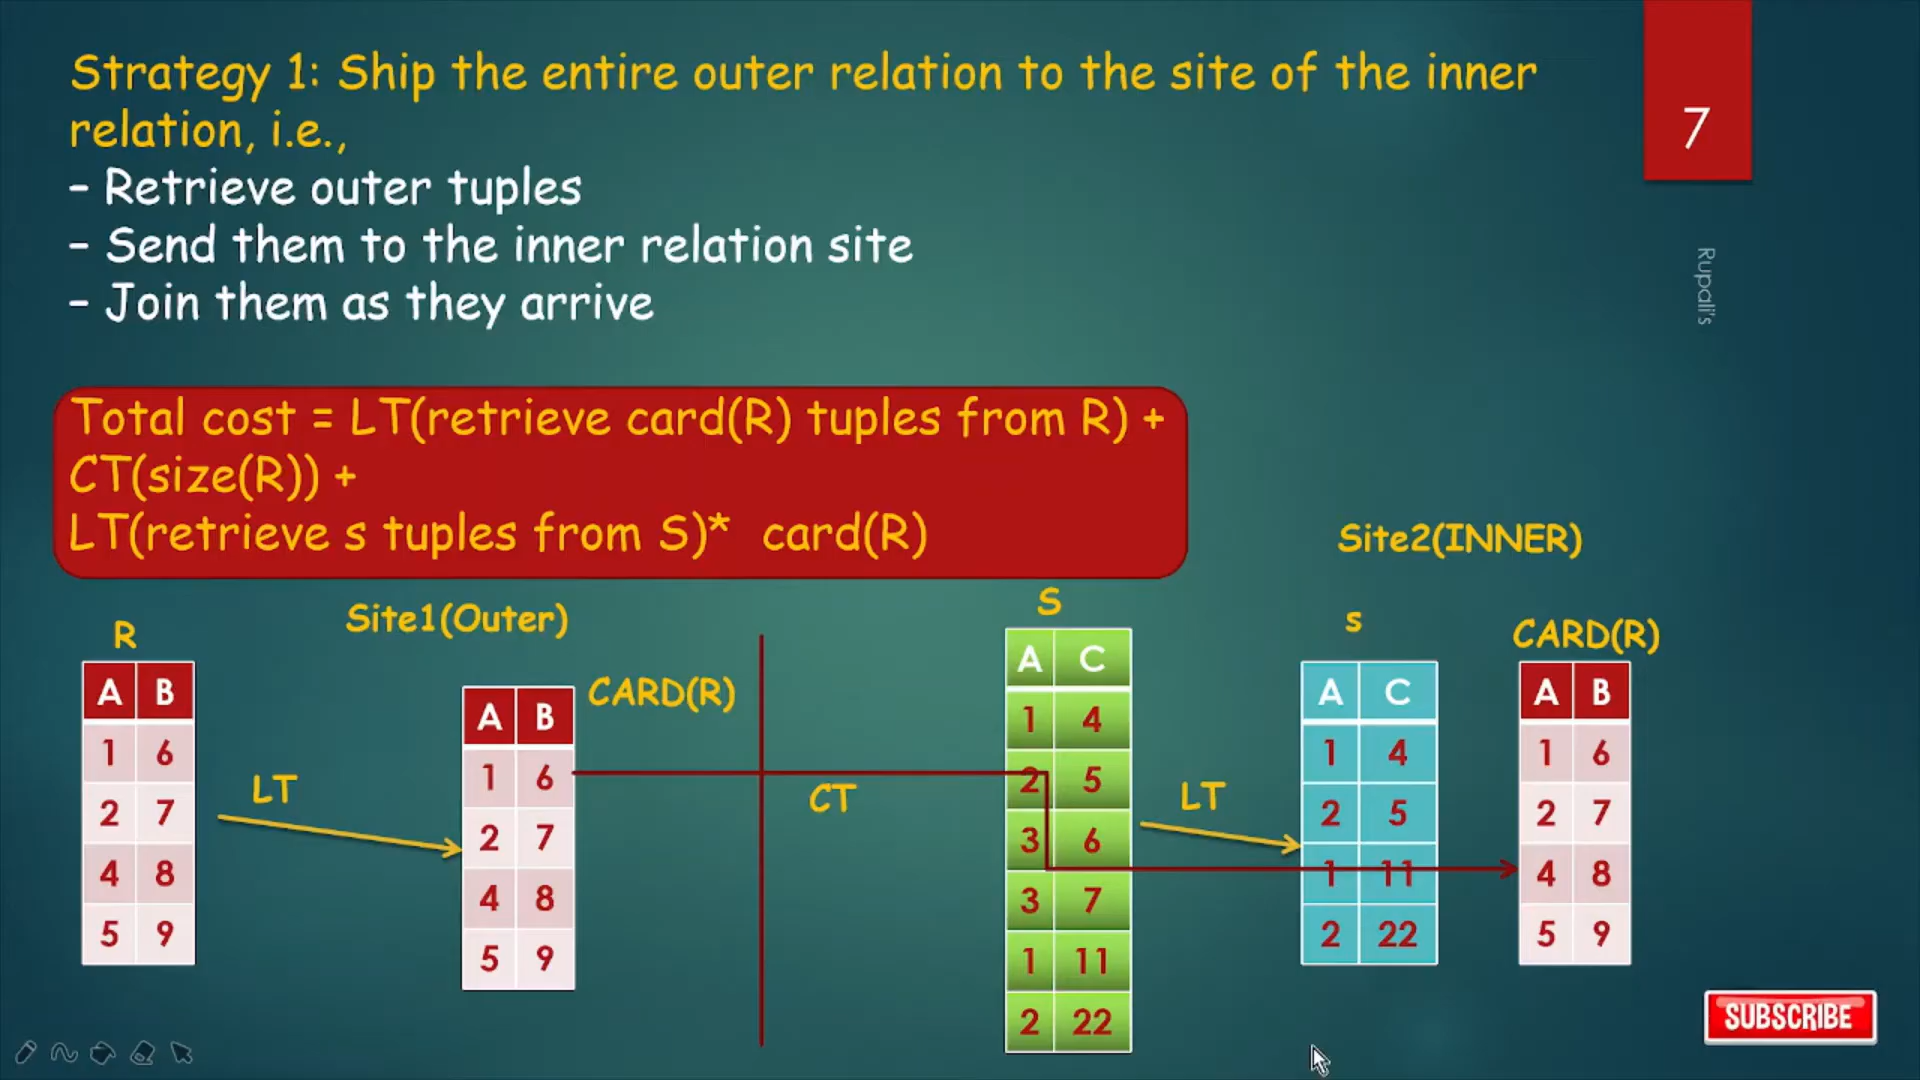 Strategy 1: Ship the entire outer relation to the site of the inner
relation, i.e.,
– Retrieve outer tuples
– Send them to the inner relation site
– Join them as they arrive
7
Rupali's
Total cost = LT(retrieve card(R) tuples from R) +
CT(size(R)) +
LT(retrieve s tuples from S)* card(R)
Site2(INNER)
Site1(Outer)
R
A B
1 6
2 7
4 8
5 9
LT
CARD(R)
A B
1 6
2 7
4 8
5 9
CT
S
A C
1 4
2 5
3 6
3 7
1 11
2 22
LT
s
A C
1 4
2 5
1 11
2 22
CARD(R)
A B
1 6
2 7
4 8
5 9
SUBSCRIBE